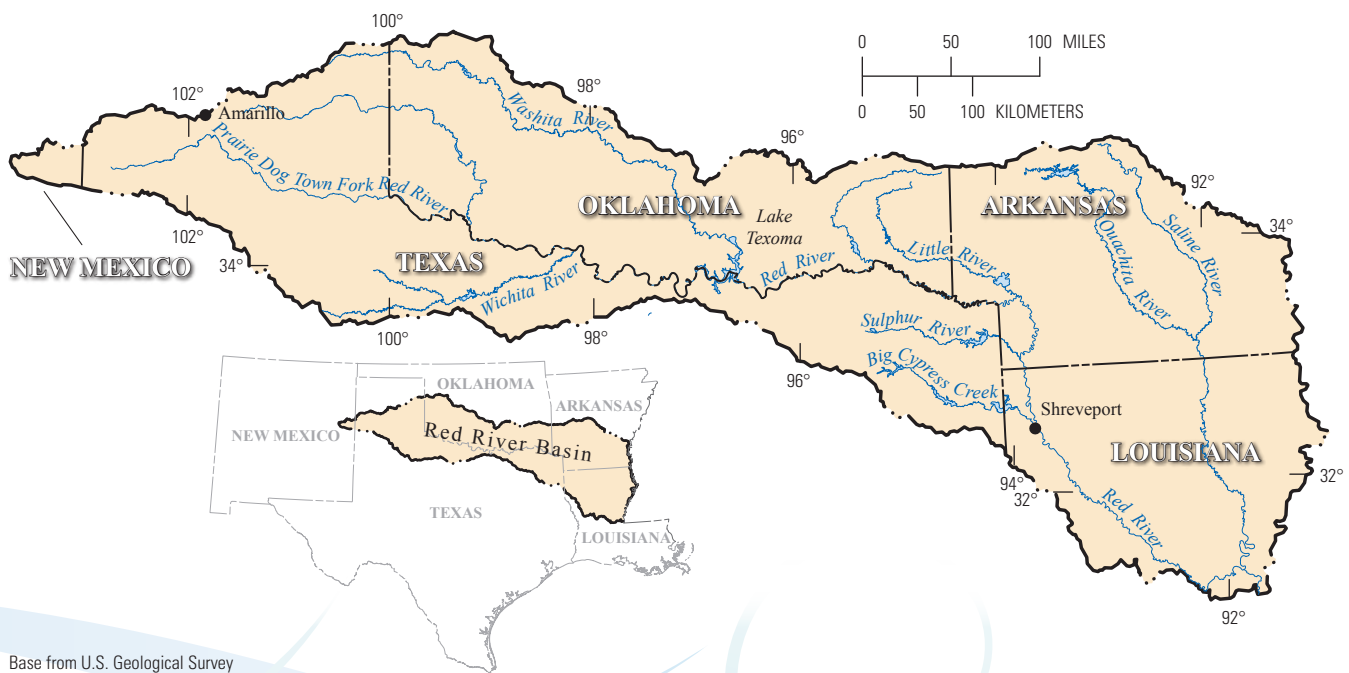 100°
0 50 100 MILES
0 50 100 KILOMETERS
102°
Amarillo
98°
Washita River
Prairie Dog Town Fork Red River
96°
92°
OKLAHOMA
ARKANSAS
Lake
Texoma
Saline River
34°
Ouachita River
102°
NEW MEXICO
34°
TEXAS
Little River
Red River
Wichita River
Sulphur River
100°
98°
96°
Big Cypress Creek
Shreveport
LOUISIANA
94°
32°
32°
Red River
92°
OKLAHOMA
ARKANSAS
NEW MEXICO
Red River Basin
TEXAS
LOUISIANA
Base from U.S. Geological Survey